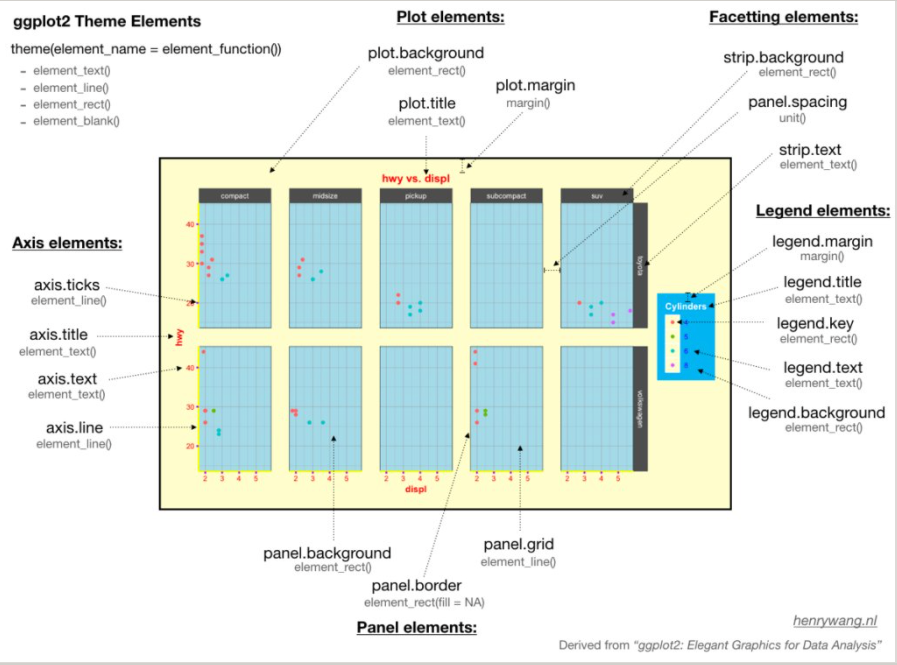 ggplot2 Theme Elements
theme(element_name = element_function())
– element_text()
– element_line()
– element_rect()
– element_blank()
Plot elements:
plot.background
element_rect()
plot.title
element_text()
plot.margin
margin()
Facetting elements:
strip.background
element_rect()
panel.spacing
unit()
strip.text
element_text()
Axis elements:
axis.ticks
element_line()
axis.title
element_text()
axis.text
element_text()
axis.line
element_line()
hwy vs. displ
compact midsize pickup subcompact suv
40
30
20
toyota
hwy
40
30
20
volkswagen
2 3 4 5 2 3 4 5 2 3 4 5 2 3 4 5 2 3 4 5
displ
Legend elements:
legend.margin
margin()
legend.title
element_text()
legend.key
element_rect()
legend.text
element_text()
legend.background
element_rect()
Cylinders
4
5
6
8
panel.background
element_rect()
panel.border
element_rect(fill = NA)
panel.grid
element_line()
Panel elements:
henrywang.nl
Derived from “ggplot2: Elegant Graphics for Data Analysis”